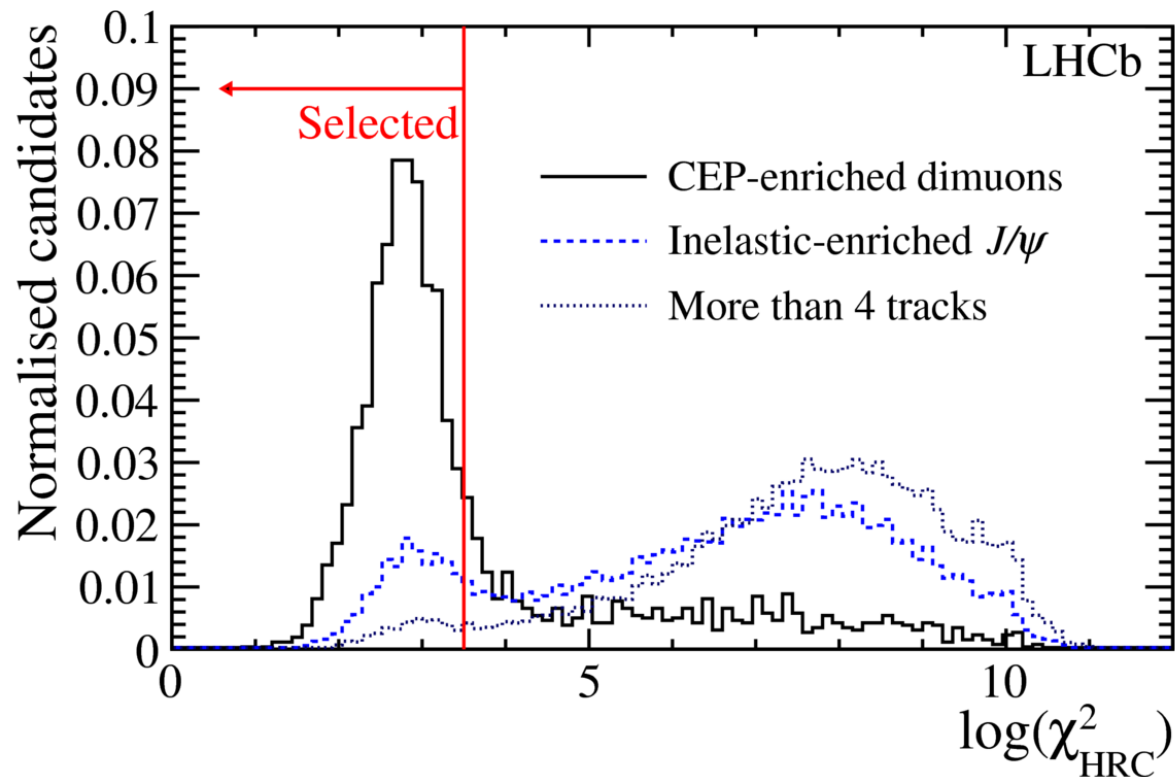 Normalised candidates
0.1
0.09
0.08
0.07
0.06
0.05
0.04
0.03
0.02
0.01
0
LHCb
Selected
CEP-enriched dimuons
Inelastic-enriched J/ψ
More than 4 tracks
0 5 10
log(χ²_HRC)